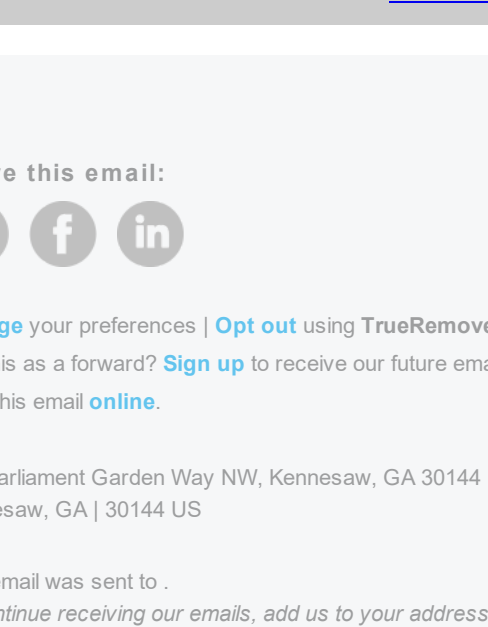 e this email:
f in
ge your preferences | Opt out using TrueRemove
is as a forward? Sign up to receive our future ema
his email online.
arliament Garden Way NW, Kennesaw, GA 30144
esaw, GA | 30144 US
email was sent to .
ntinue receiving our emails, add us to your address